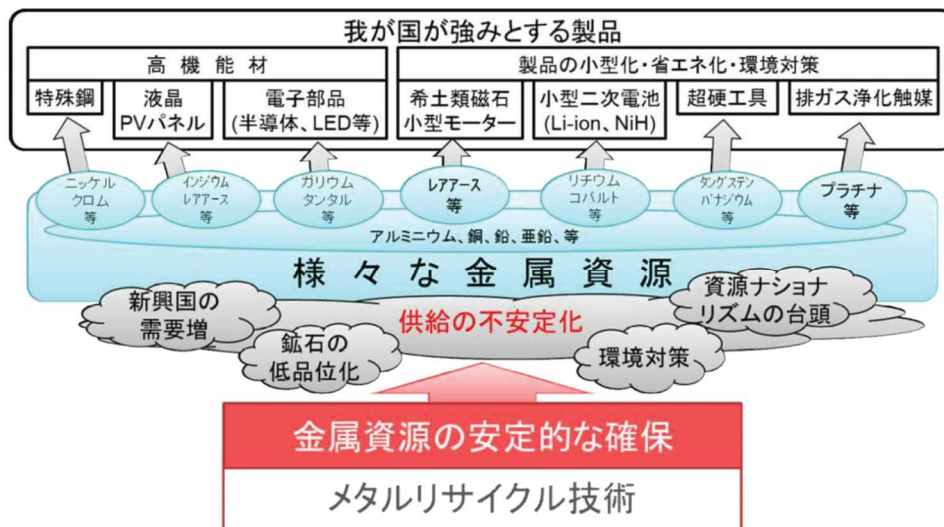 我が国が強みとする製品
高機能材
製品の小型化・省エネ化・環境対策
特殊鋼
液晶
PVパネル
電子部品
(半導体、LED等)
希土類磁石
小型モーター
小型二次電池
(Li-ion、NiH)
超硬工具
排ガス浄化触媒
ニッケル
クロム
等
インジウム
レアアース
等
ガリウム
タンタル
等
レアアース
等
リチウム
コバルト
等
タングステン
バナジウム
等
プラチナ
等
アルミニウム、銅、鉛、亜鉛、等
様々な金属資源
新興国の
需要増
鉱石の
低品位化
供給の不安定化
環境対策
資源ナショナ
リズムの台頭
金属資源の安定的な確保
メタルリサイクル技術